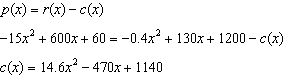 p(x) = r(x) − c(x)
−15x² + 600x + 60 = −0.4x² + 130x + 1200 − c(x)
c(x) = 14.6x² − 470x + 1140